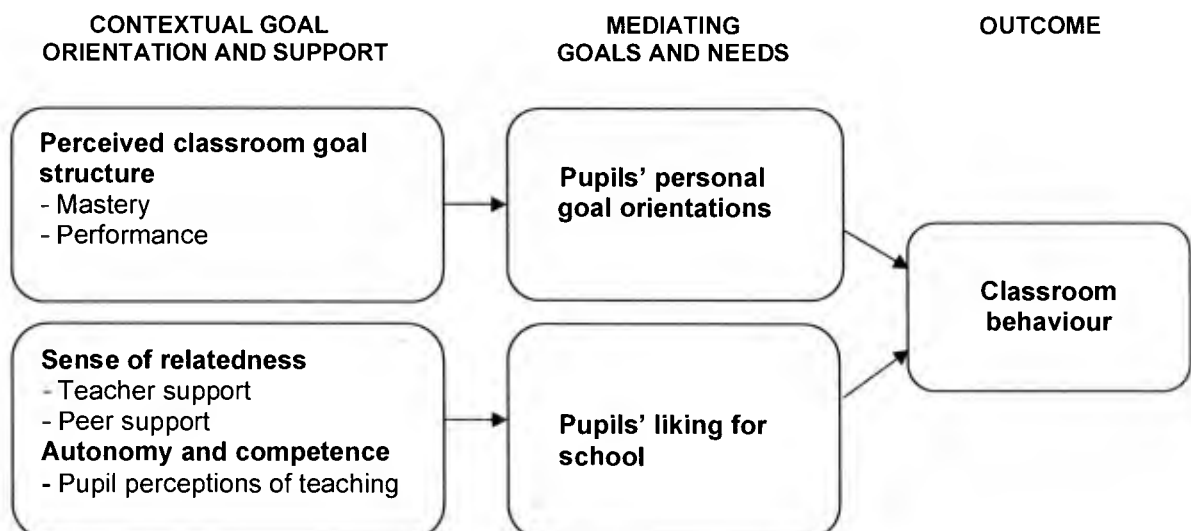 CONTEXTUAL GOAL
ORIENTATION AND SUPPORT
MEDIATING
GOALS AND NEEDS
OUTCOME
Perceived classroom goal
structure
- Mastery
- Performance
Pupils' personal
goal orientations
Classroom
behaviour
Sense of relatedness
- Teacher support
- Peer support
Autonomy and competence
- Pupil perceptions of teaching
Pupils' liking for
school